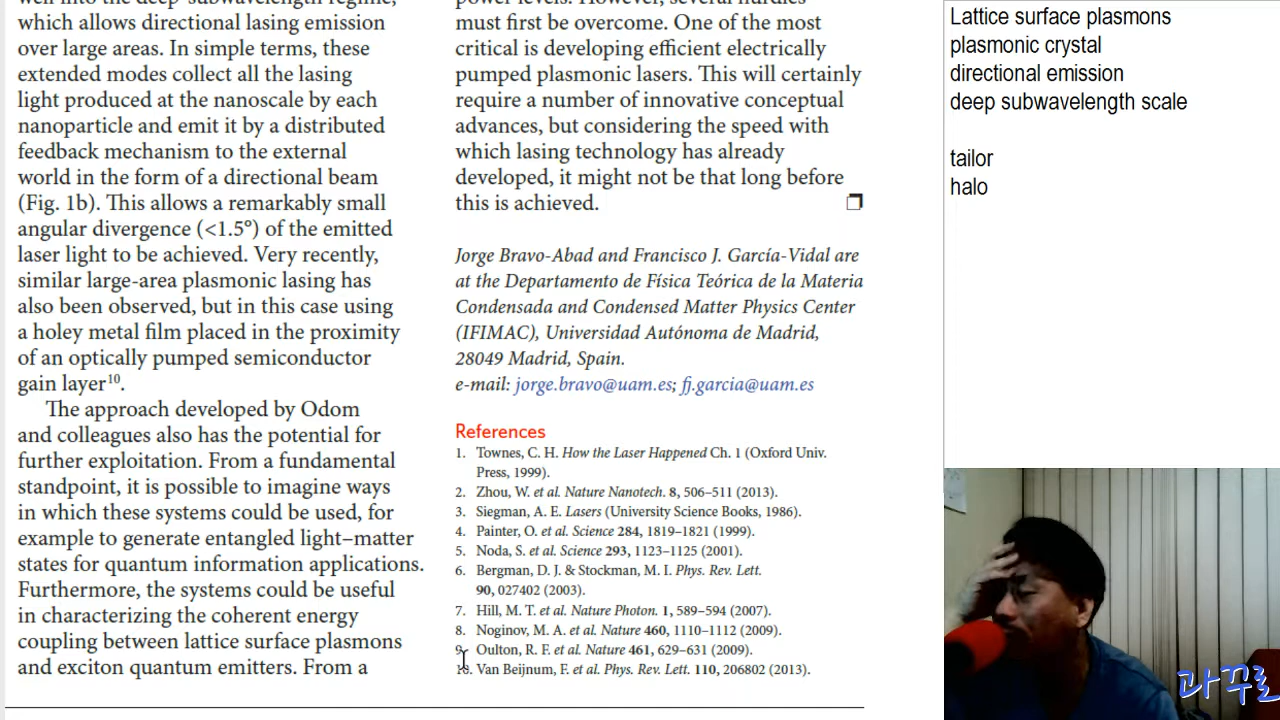 well into the deep-subwavelength regime,
which allows directional lasing emission
over large areas. In simple terms, these
extended modes collect all the lasing
light produced at the nanoscale by each
nanoparticle and emit it by a distributed
feedback mechanism to the external
world in the form of a directional beam
(Fig. 1b). This allows a remarkably small
angular divergence (<1.5°) of the emitted
laser light to be achieved. Very recently,
similar large-area plasmonic lasing has
also been observed, but in this case using
a holey metal film placed in the proximity
of an optically pumped semiconductor
gain layer¹⁰.
The approach developed by Odom
and colleagues also has the potential for
further exploitation. From a fundamental
standpoint, it is possible to imagine ways
in which these systems could be used, for
example to generate entangled light–matter
states for quantum information applications.
Furthermore, the systems could be useful
in characterizing the coherent energy
coupling between lattice surface plasmons
and exciton quantum emitters. From a
power levels. However, several hurdles
must first be overcome. One of the most
critical is developing efficient electrically
pumped plasmonic lasers. This will certainly
require a number of innovative conceptual
advances, but considering the speed with
which lasing technology has already
developed, it might not be that long before
this is achieved. ❐
Jorge Bravo-Abad and Francisco J. García-Vidal are
at the Departamento de Física Teórica de la Materia
Condensada and Condensed Matter Physics Center
(IFIMAC), Universidad Autónoma de Madrid,
28049 Madrid, Spain.
e-mail: jorge.bravo@uam.es; fj.garcia@uam.es
References
1. Townes, C. H. How the Laser Happened Ch. 1 (Oxford Univ.
Press, 1999).
2. Zhou, W. et al. Nature Nanotech. 8, 506–511 (2013).
3. Siegman, A. E. Lasers (University Science Books, 1986).
4. Painter, O. et al. Science 284, 1819–1821 (1999).
5. Noda, S. et al. Science 293, 1123–1125 (2001).
6. Bergman, D. J. & Stockman, M. I. Phys. Rev. Lett.
90, 027402 (2003).
7. Hill, M. T. et al. Nature Photon. 1, 589–594 (2007).
8. Noginov, M. A. et al. Nature 460, 1110–1112 (2009).
9. Oulton, R. F. et al. Nature 461, 629–631 (2009).
10. Van Beijnum, F. et al. Phys. Rev. Lett. 110, 206802 (2013).
Lattice surface plasmons
plasmonic crystal
directional emission
deep subwavelength scale
tailor
halo
과꾸로